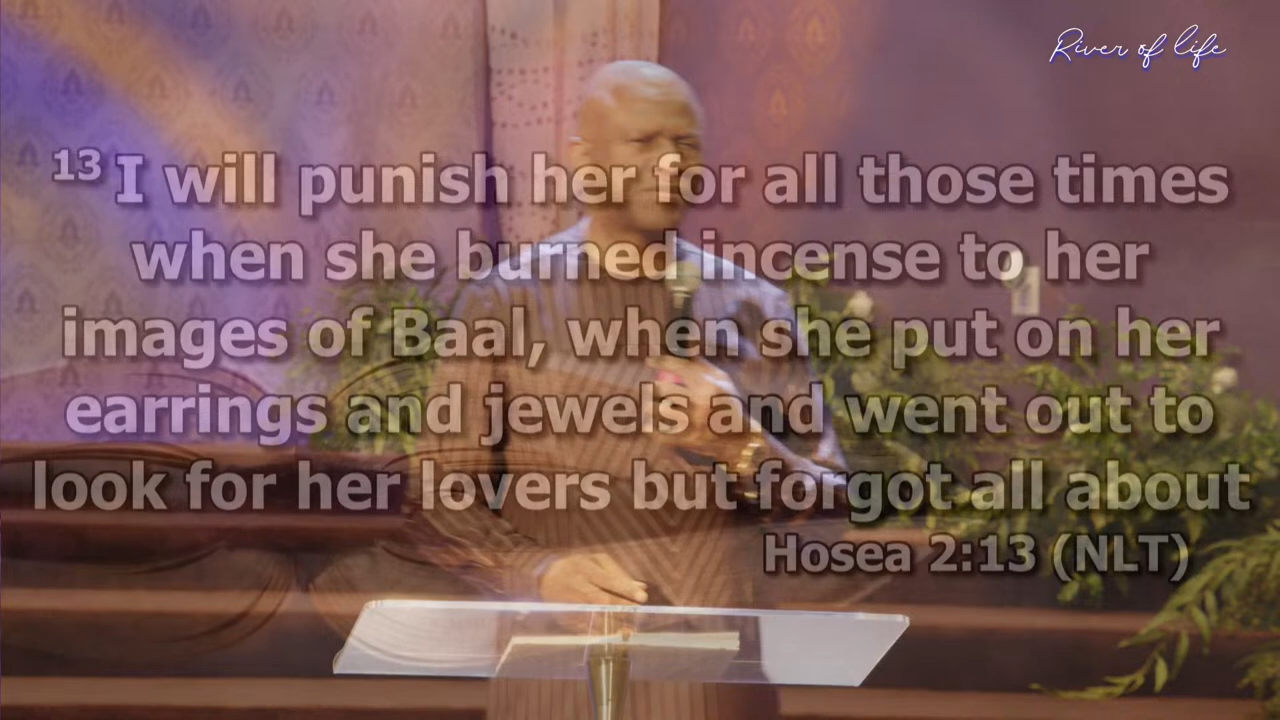 River of life
13 I will punish her for all those times
when she burned incense to her
images of Baal, when she put on her
earrings and jewels and went out to
look for her lovers but forgot all about
Hosea 2:13 (NLT)